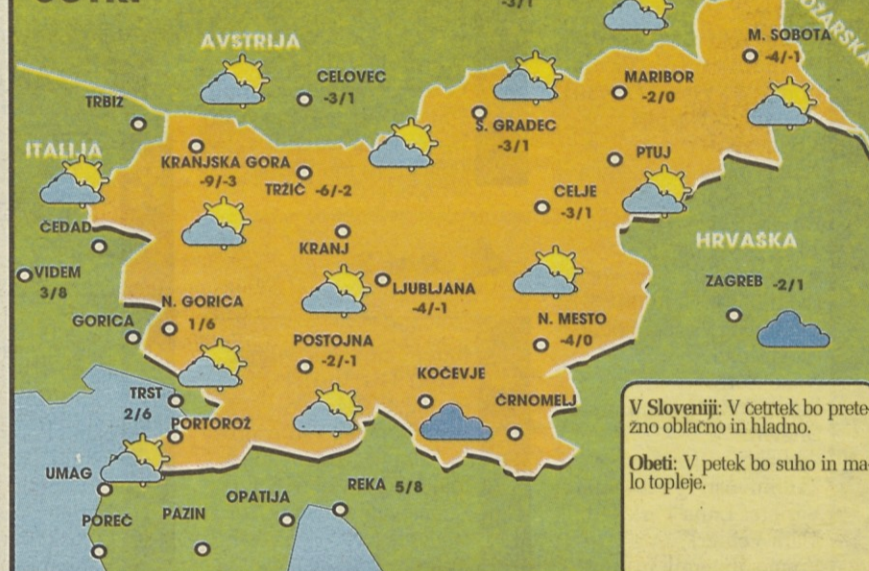 -3/1
AVSTRIJA
M. SOBOTA
-4/-1
CELOVEC
-3/1
MARIBOR
-2/0
TRBIŽ
S. GRADEC
-3/1
ITALIJA
KRANJSKA GORA
-9/-3
TRŽIČ -6/-2
PTUJ
CELJE
-3/1
ČEDAD
KRANJ
HRVAŠKA
VIDEM
3/8
LJUBLJANA
-4/-1
ZAGREB -2/1
N. GORICA
1/6
GORICA
N. MESTO
-4/0
POSTOJNA
-2/-1
KOČEVJE
TRST
2/6
ČRNOMELJ
PORTOROŽ
V Sloveniji: V četrtek bo prete-
žno oblačno in hladno.
Obeti: V petek bo suho in ma-
lo topleje.
UMAG
REKA 5/8
OPATIJA
POREČ
PAZIN